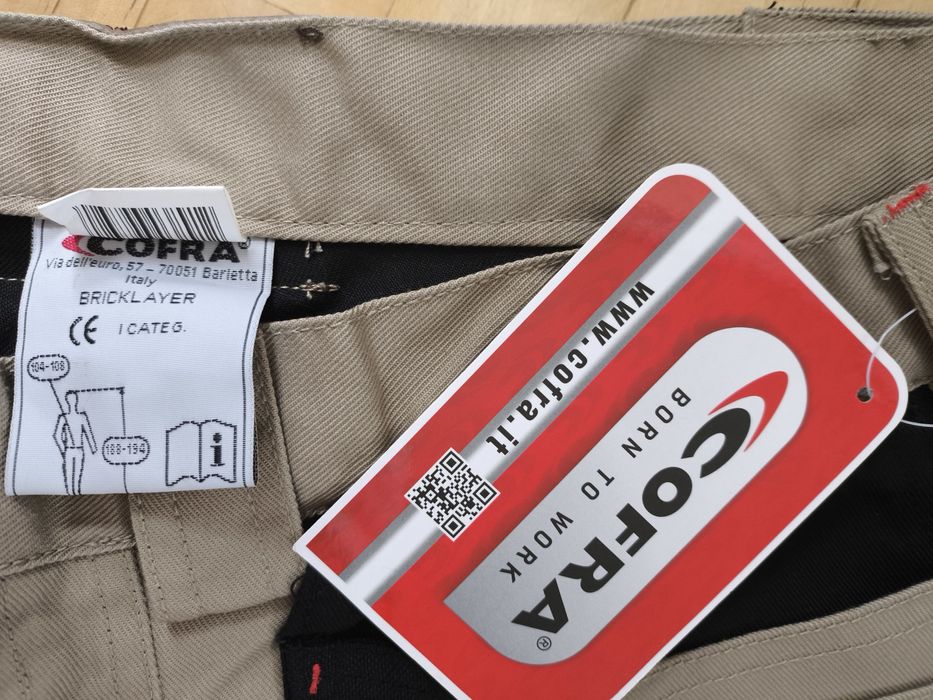 COFRA®
Via dell'euro, 57 - 70051 Barletta
Italy
BRICKLAYER
CE I CATEG.
104-108
188-194
i
www.cofra.it
COFRA®
BORN TO WORK